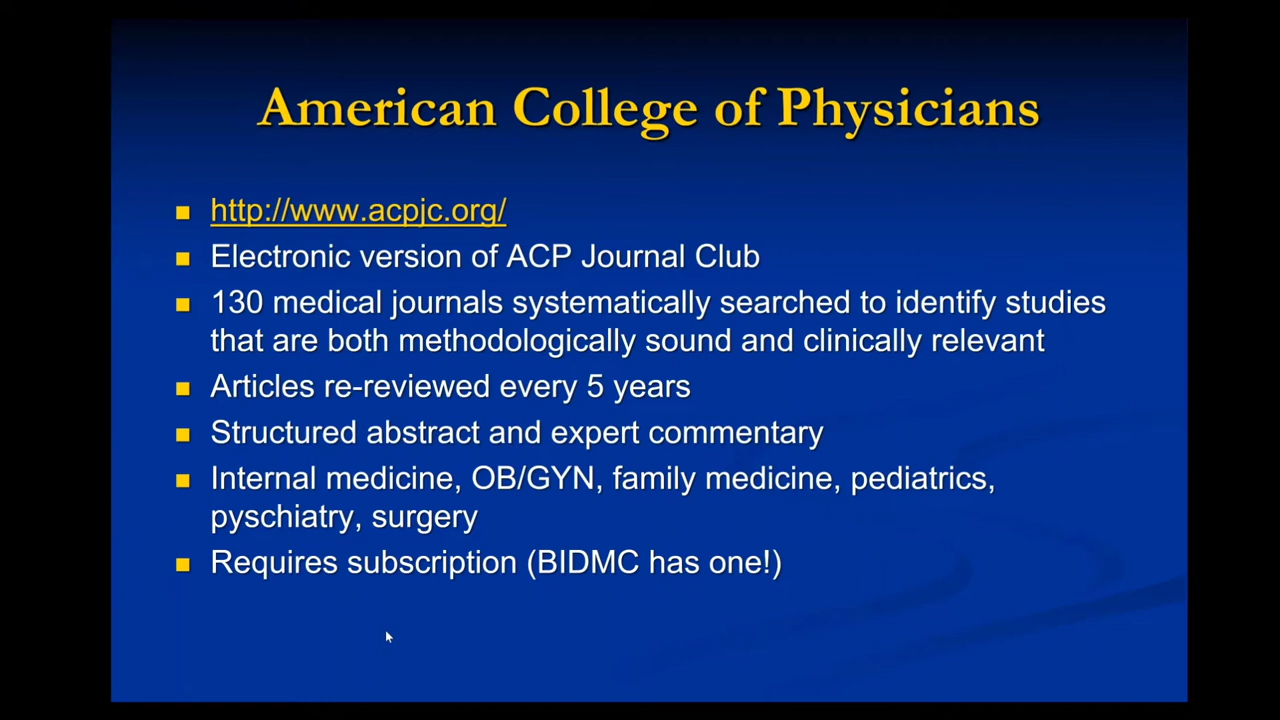 American College of Physicians
http://www.acpjc.org/
Electronic version of ACP Journal Club
130 medical journals systematically searched to identify studies
that are both methodologically sound and clinically relevant
Articles re-reviewed every 5 years
Structured abstract and expert commentary
Internal medicine, OB/GYN, family medicine, pediatrics,
pyschiatry, surgery
Requires subscription (BIDMC has one!)